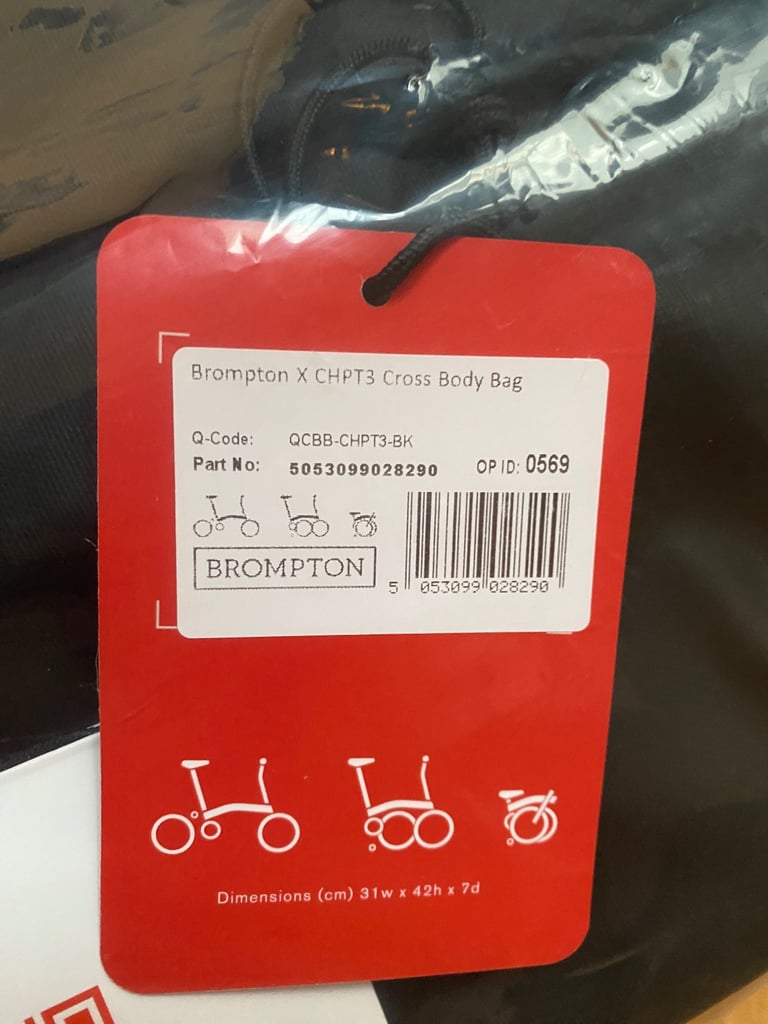 Brompton X CHPT3 Cross Body Bag
Q-Code: QCBB-CHPT3-BK
Part No: 5053099028290 OP ID: 0569
BROMPTON
5 053099 028290
Dimensions (cm) 31w x 42h x 7d